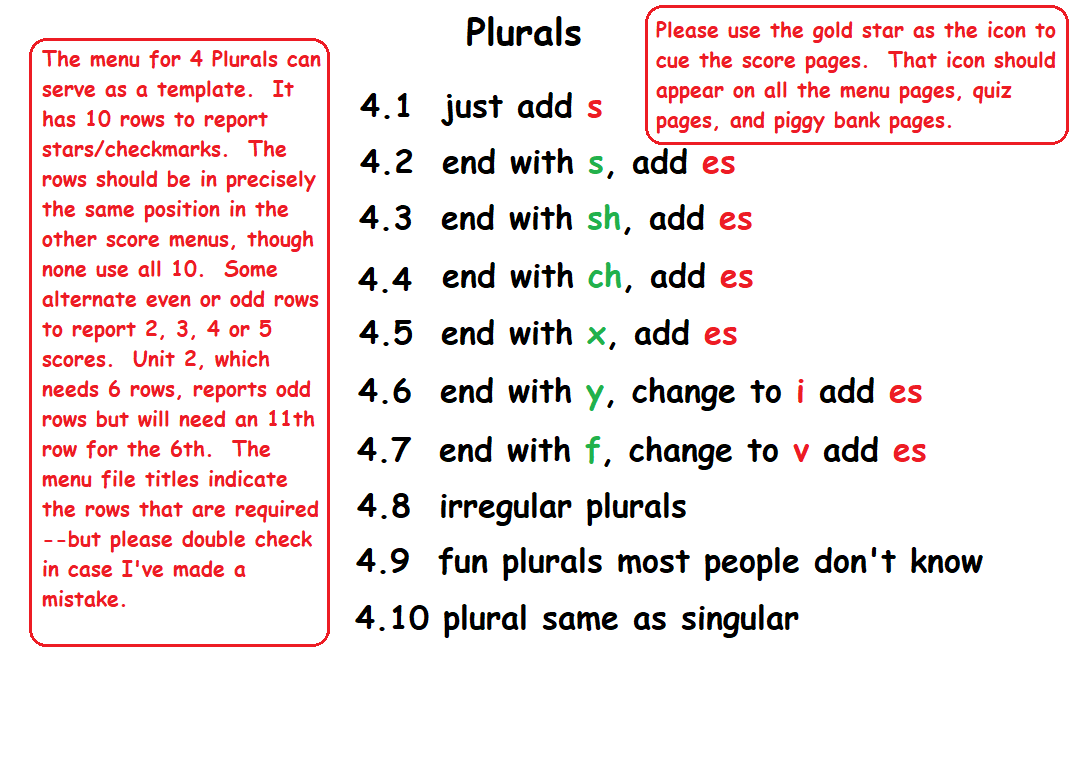 Plurals
Please use the gold star as the icon to
cue the score pages.  That icon should
appear on all the menu pages, quiz
pages, and piggy bank pages.
The menu for 4 Plurals can
serve as a template.  It
has 10 rows to report
stars/checkmarks.  The
rows should be in precisely
the same position in the
other score menus, though
none use all 10.  Some
alternate even or odd rows
to report 2, 3, 4 or 5
scores.  Unit 2, which
needs 6 rows, reports odd
rows but will need an 11th
row for the 6th.  The
menu file titles indicate
the rows that are required
--but please double check
in case I've made a
mistake.
4.1 just add s
4.2 end with s, add es
4.3 end with sh, add es
4.4 end with ch, add es
4.5 end with x, add es
4.6 end with y, change to i add es
4.7 end with f, change to v add es
4.8 irregular plurals
4.9 fun plurals most people don't know
4.10 plural same as singular